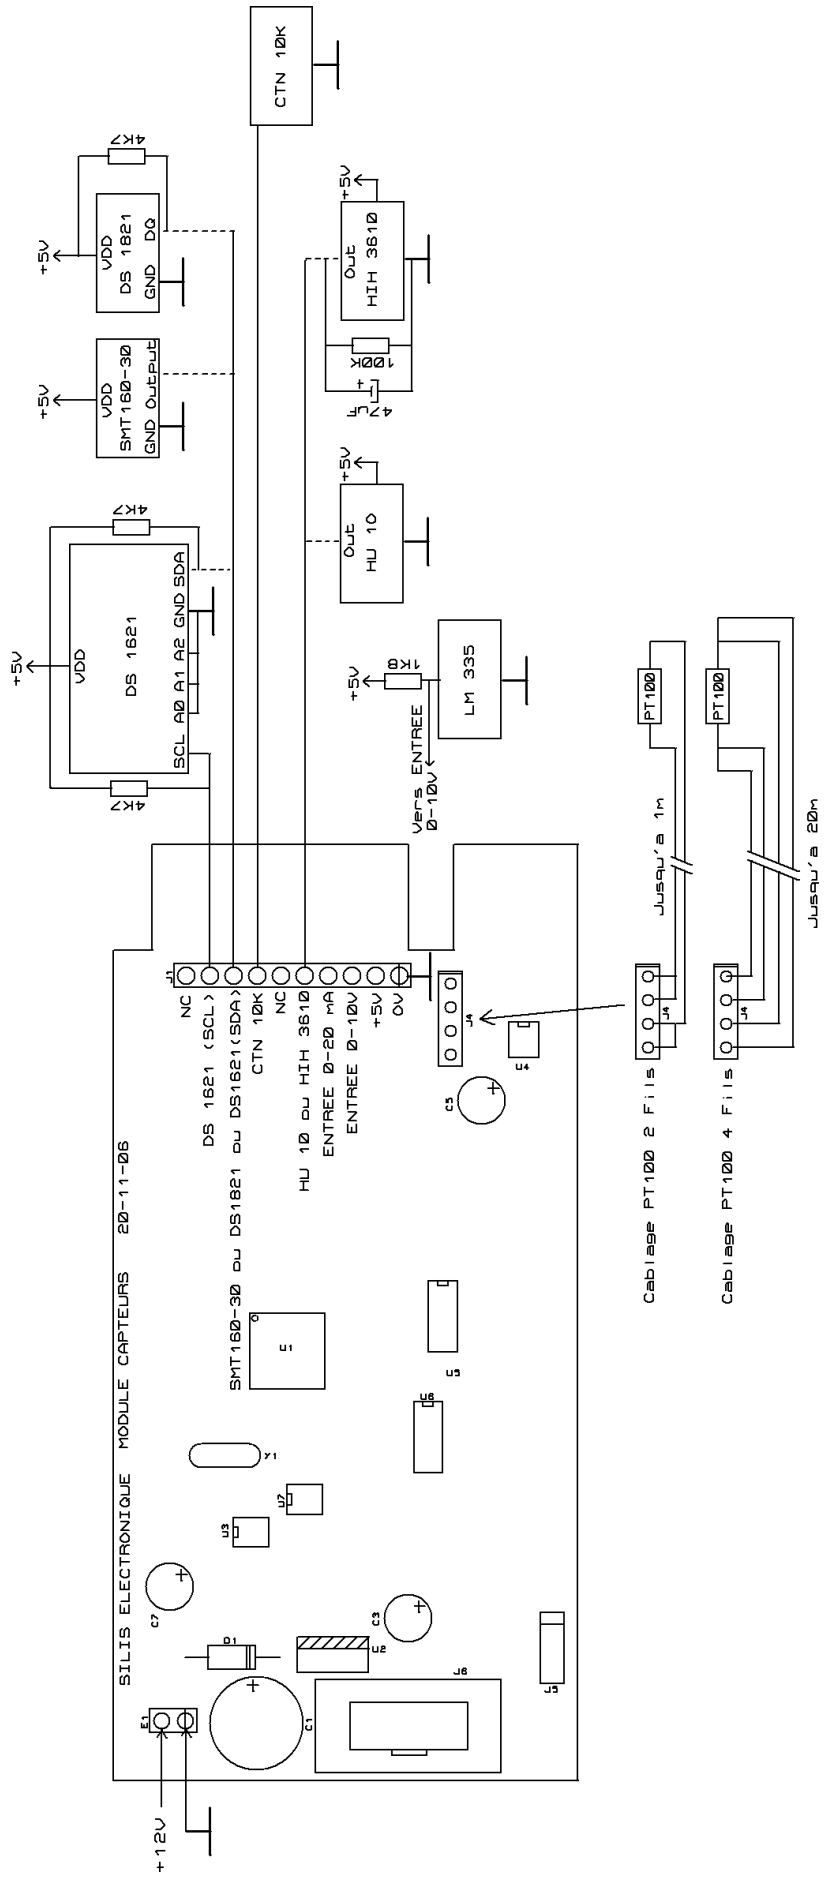 CTN 10K
4K7
+5V
VDD
DS 1821
GND DQ
+5V
Out
HIH 3610
100K
+
47uF
+5V
VDD
SMT160-30
GND Output
+5V
Out
HU 10
4K7
+5V
VDD
DS 1621
SCL A0 A1 A2 GND SDA
4K7
+5V
1K8
LM 335
Vers ENTREE
0-10V
PT100
PT100
Jusqu'a 1m
Jusqu'a 20m
J1
NC
DS 1621 (SCL)
SMT160-30 ou DS1821 ou DS1621(SDA)
CTN 10K
NC
HU 10 ou HIH 3610
ENTREE 0-20 mA
ENTREE 0-10V
+5V
0V
J4
U4
C5
+
J4
J4
Cablage PT100 2 Fils
Cablage PT100 4 Fils
SILIS ELECTRONIQUE MODULE CAPTEURS 20-11-06
U1
U5
U6
Y1
U7
U3
C7
+
C3
+
D1
U2
J6
J5
E1
C1
+
+12V